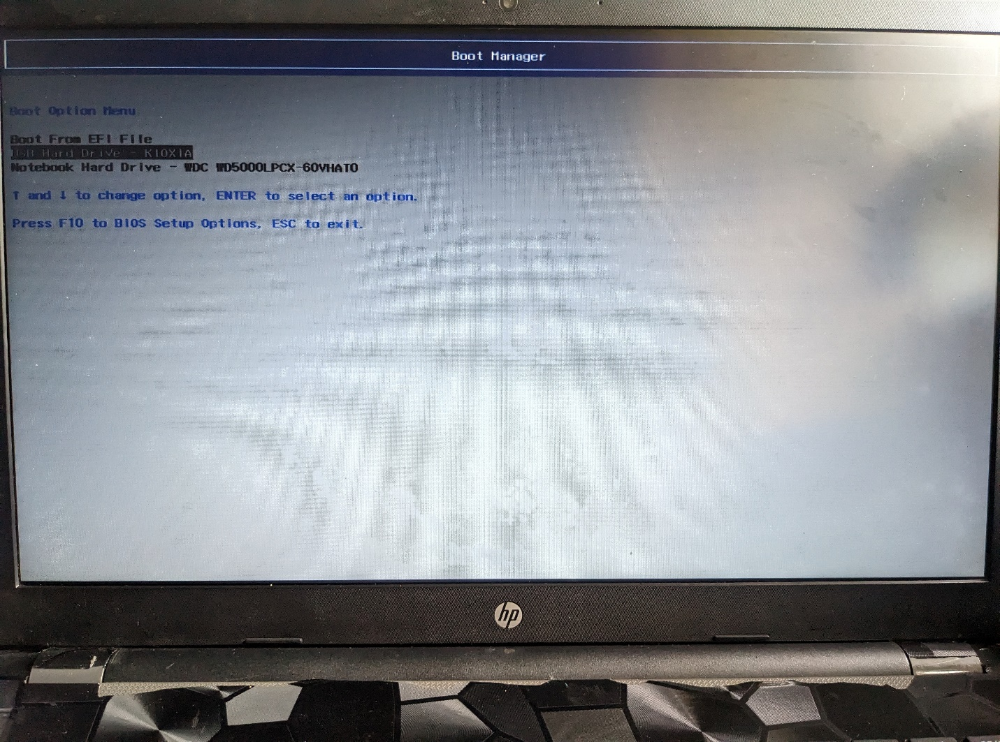 Boot Manager
Boot Option Menu
Boot From EFI File
USB Hard Drive - KIOXIA
Notebook Hard Drive - WDC WD5000LPCX-60VHAT0
↑ and ↓ to change option, ENTER to select an option.
Press F10 to BIOS Setup Options, ESC to exit.
hp